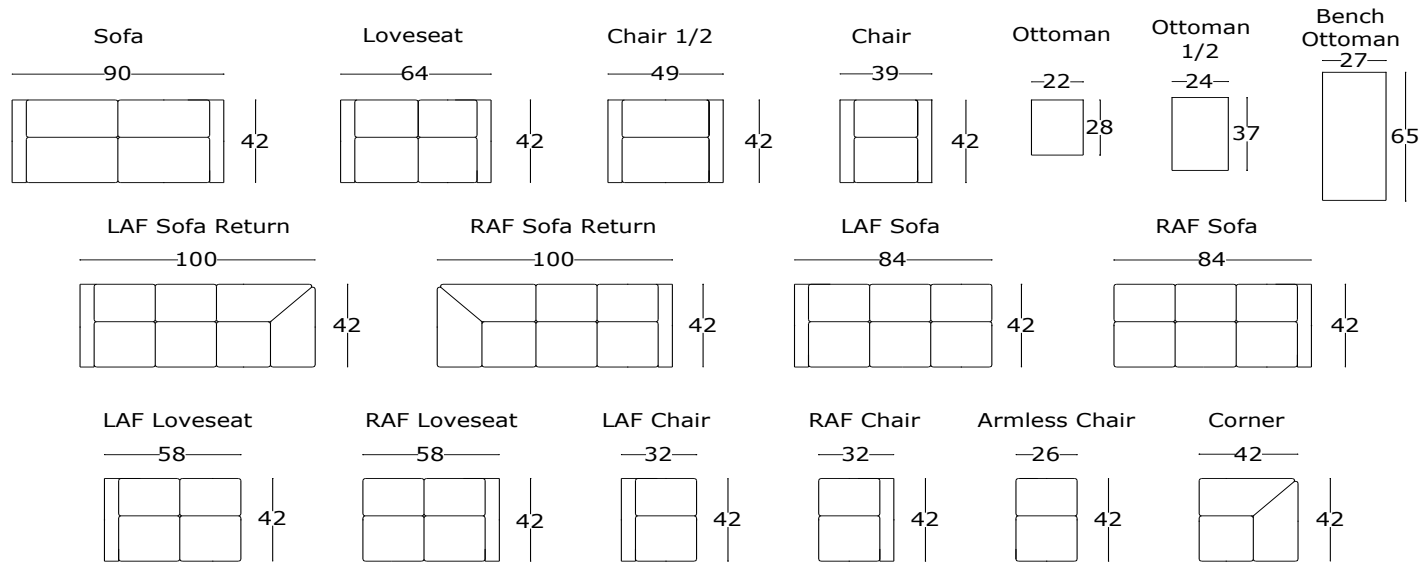 Sofa
Loveseat
Chair 1/2
Chair
Ottoman
Ottoman
1/2
Bench
Ottoman
90
64
49
39
22
24
27
42
42
42
42
28
37
65
LAF Sofa Return
RAF Sofa Return
LAF Sofa
RAF Sofa
100
100
84
84
42
42
42
42
LAF Loveseat
RAF Loveseat
LAF Chair
RAF Chair
Armless Chair
Corner
58
58
32
32
26
42
42
42
42
42
42
42